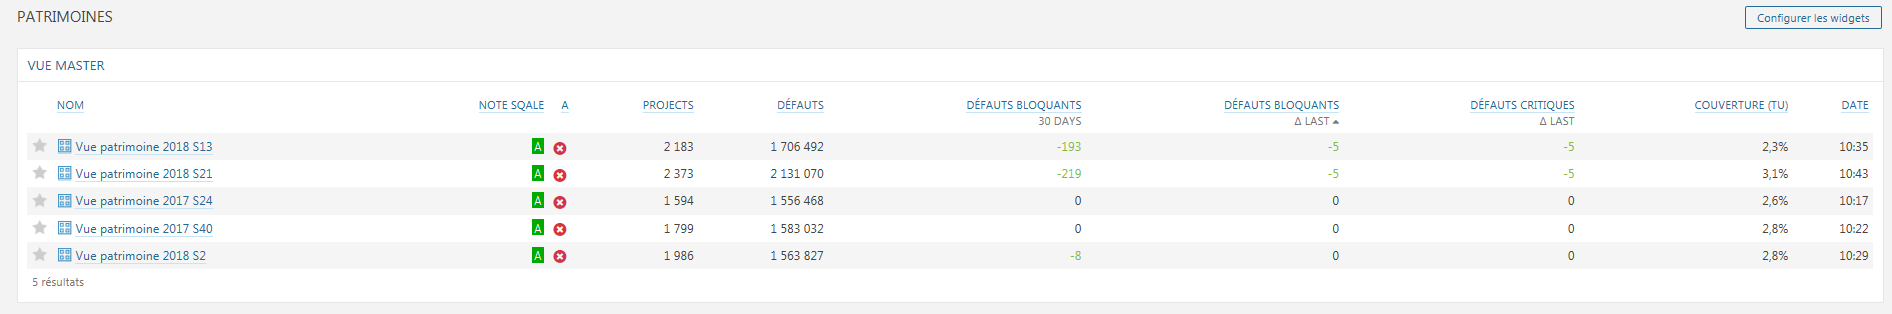 PATRIMOINES
Configurer les widgets
VUE MASTER
NOM NOTE SQALE A PROJECTS DÉFAUTS DÉFAUTS BLOQUANTS DÉFAUTS BLOQUANTS DÉFAUTS CRITIQUES COUVERTURE (TU) DATE
30 DAYS Δ LAST Δ LAST
Vue patrimoine 2018 S13 A 2 183 1 706 492 -193 -5 -5 2,3% 10:35
Vue patrimoine 2018 S21 A 2 373 2 131 070 -219 -5 -5 3,1% 10:43
Vue patrimoine 2017 S24 A 1 594 1 556 468 0 0 0 2,6% 10:17
Vue patrimoine 2017 S40 A 1 799 1 583 032 0 0 0 2,8% 10:22
Vue patrimoine 2018 S2 A 1 986 1 563 827 -8 0 0 2,8% 10:29
5 résultats